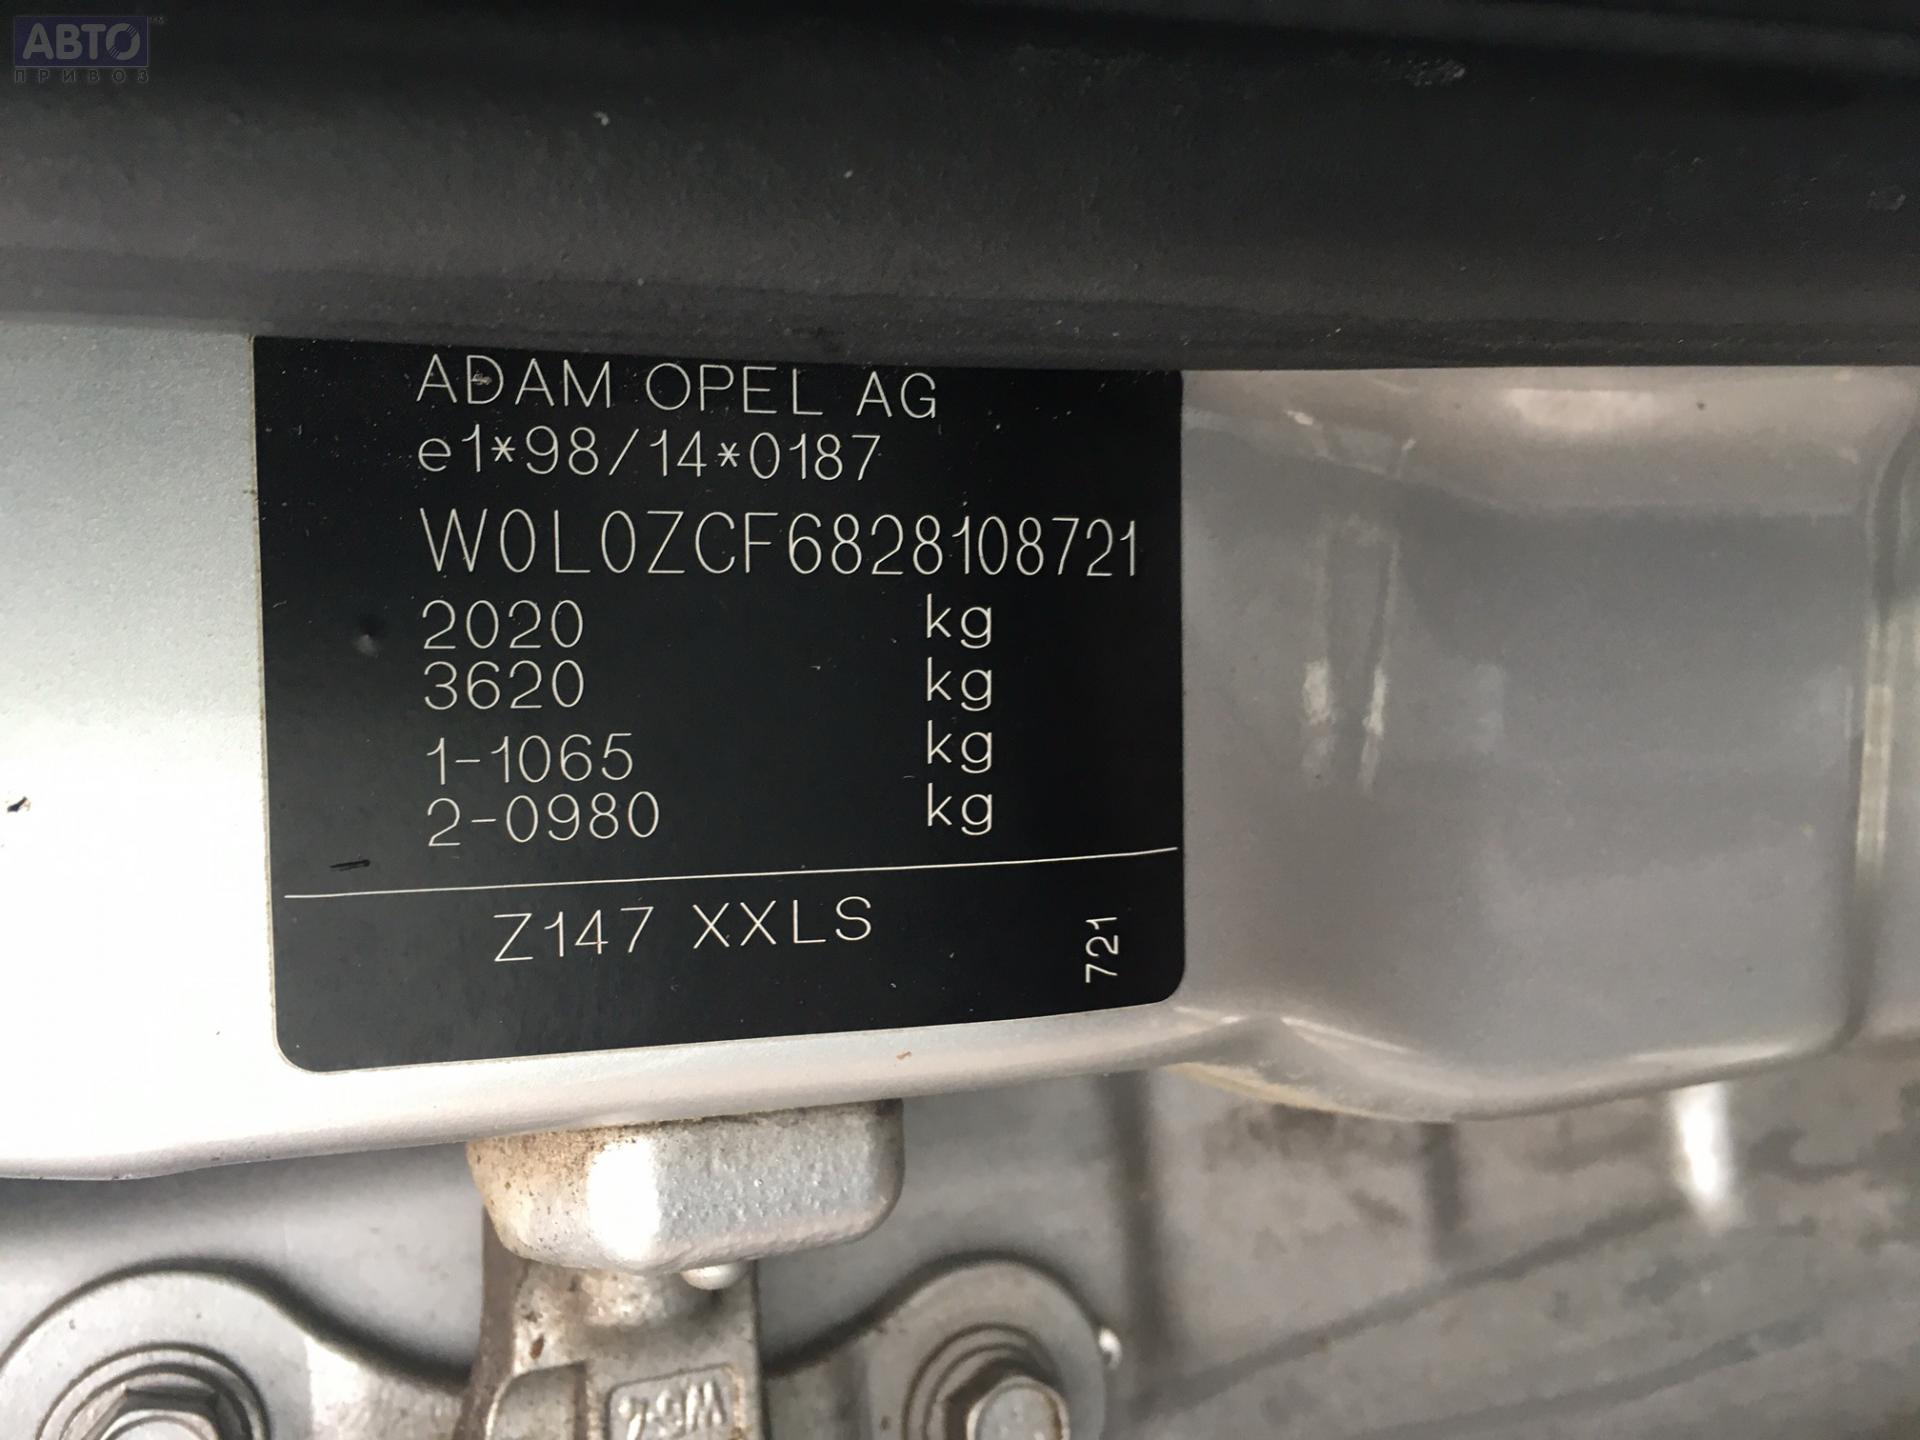 АВТО™
ПРИВОЗ
ADAM OPEL AG
e1*98/14*0187
W0L0ZCF6828108721
2020 kg
3620 kg
1-1065 kg
2-0980 kg
Z147 XXLS
721